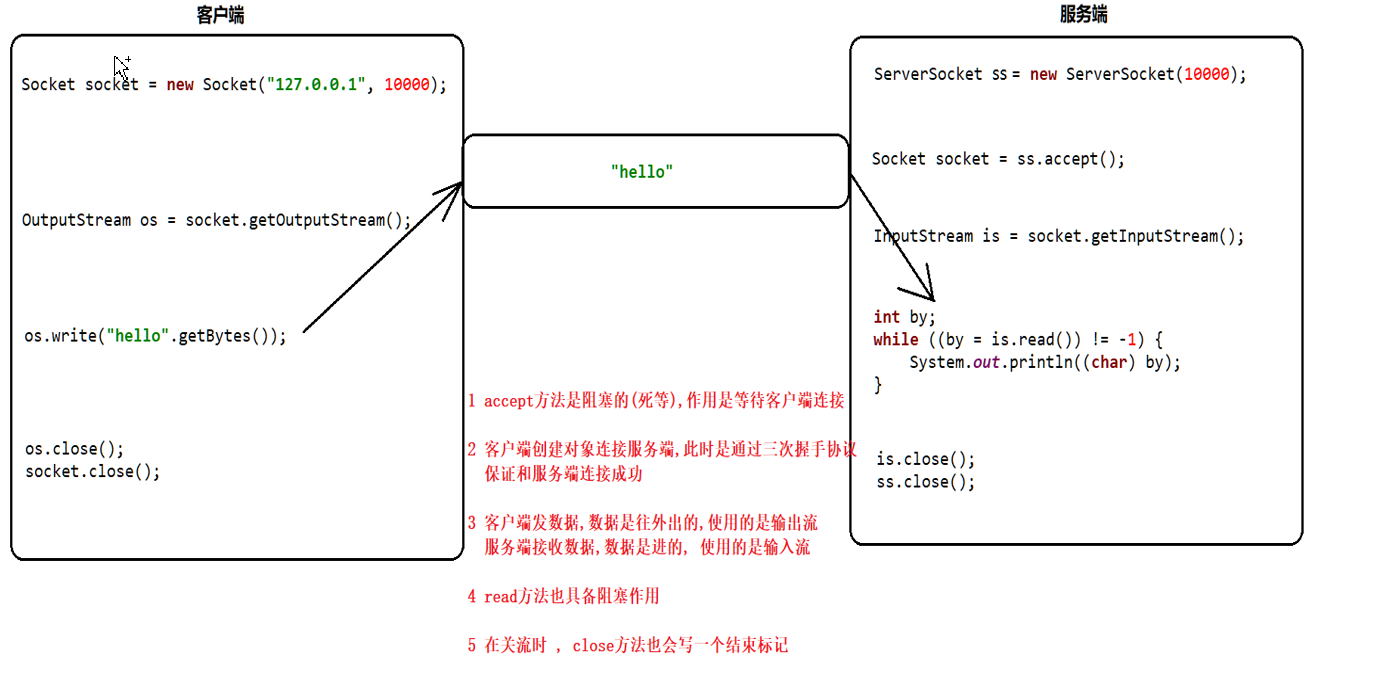 客户端
Socket socket = new Socket("127.0.0.1", 10000);
OutputStream os = socket.getOutputStream();
os.write("hello".getBytes());
os.close();
socket.close();
"hello"
服务端
ServerSocket ss = new ServerSocket(10000);
Socket socket = ss.accept();
InputStream is = socket.getInputStream();
int by;
while ((by = is.read()) != -1) {
    System.out.println((char) by);
}
is.close();
ss.close();
1 accept方法是阻塞的(死等),作用是等待客户端连接
2 客户端创建对象连接服务端,此时是通过三次握手协议
保证和服务端连接成功
3 客户端发数据,数据是往外出的,使用的是输出流
服务端接收数据,数据是进的, 使用的是输入流
4 read方法也具备阻塞作用
5 在关流时 , close方法也会写一个结束标记